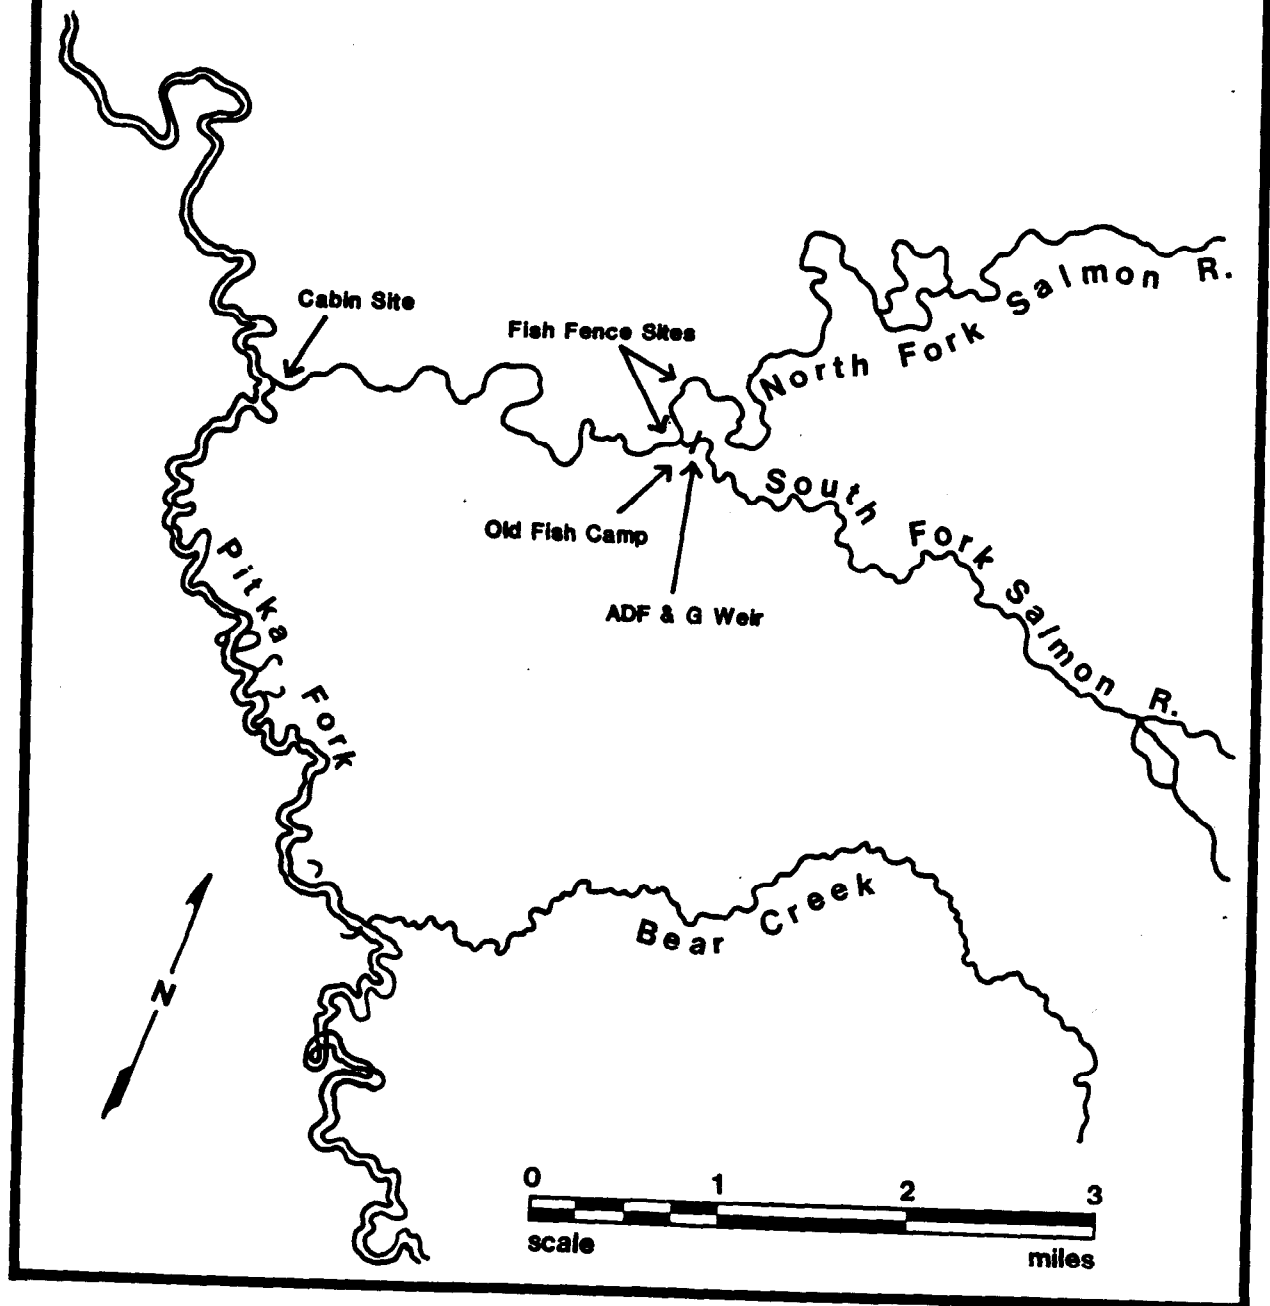 Cabin Site
Fish Fence Sites
North Fork Salmon R.
Old Fish Camp
South Fork Salmon R.
ADF & G Weir
Pitka Fork
Bear Creek
N
0 1 2 3
scale miles